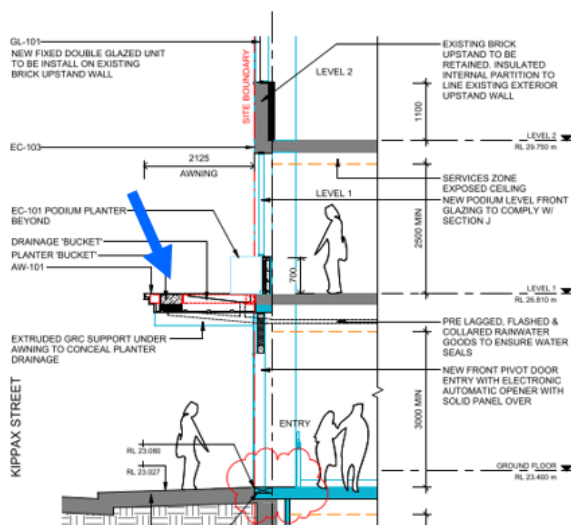 GL-101
NEW FIXED DOUBLE GLAZED UNIT
TO BE INSTALL ON EXISTING
BRICK UPSTAND WALL
SITE BOUNDARY
LEVEL 2
EXISTING BRICK
UPSTAND TO BE
RETAINED. INSULATED
INTERNAL PARTITION TO
LINE EXISTING EXTERIOR
UPSTAND WALL
1100
LEVEL 2
RL 29.750 m
EC-103
2125
AWNING
SERVICES ZONE
EXPOSED CEILING
LEVEL 1
NEW PODIUM LEVEL FRONT
GLAZING TO COMPLY W/
SECTION J
2500 MIN
EC-101 PODIUM PLANTER
BEYOND
DRAINAGE 'BUCKET'
PLANTER 'BUCKET'
AW-101
700
LEVEL 1
RL 26.810 m
EXTRUDED GRC SUPPORT UNDER
AWNING TO CONCEAL PLANTER
DRAINAGE
PRE LAGGED, FLASHED &
COLLARED RAINWATER
GOODS TO ENSURE WATER
SEALS
NEW FRONT PIVOT DOOR
ENTRY WITH ELECTRONIC
AUTOMATIC OPENER WITH
SOLID PANEL OVER
3000 MIN
KIPPAX STREET
ENTRY
RL 23.080
RL 23.027
GROUND FLOOR
RL 23.400 m